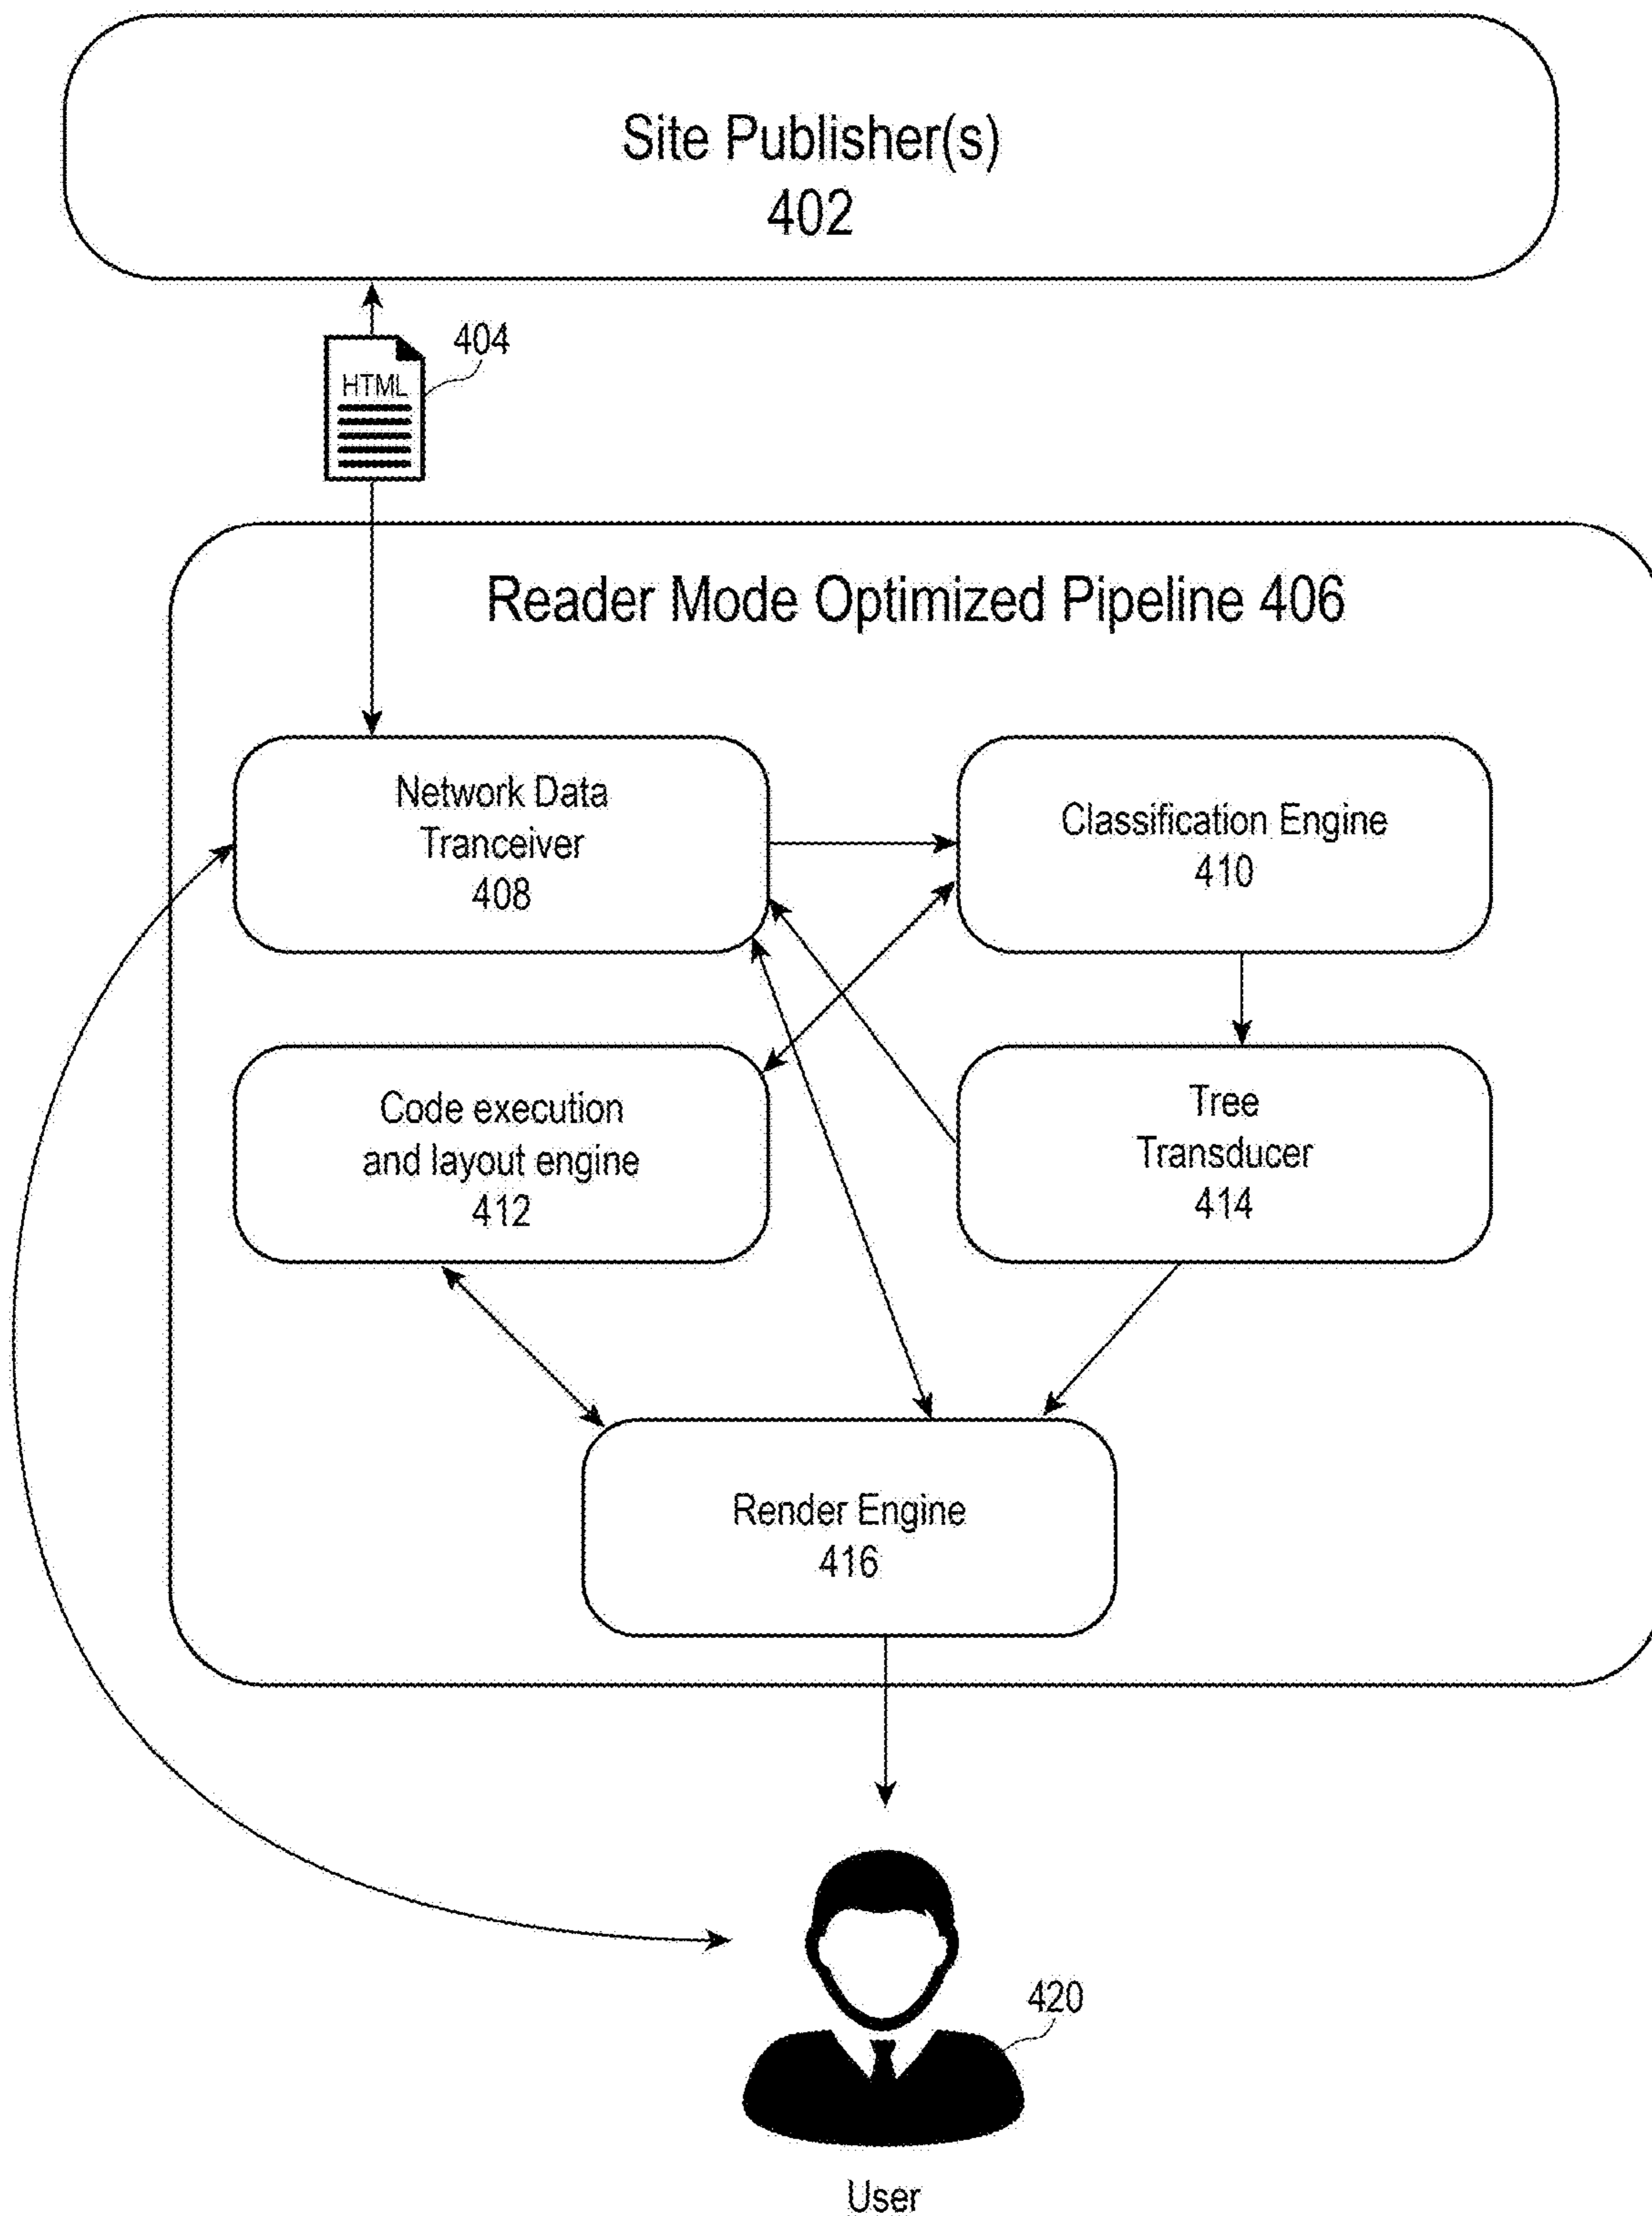 Site Publisher(s)
402
404
HTML
Reader Mode Optimized Pipeline 406
Network Data
Tranceiver
408
Classification Engine
410
Code execution
and layout engine
412
Tree
Transducer
414
Render Engine
416
420
User